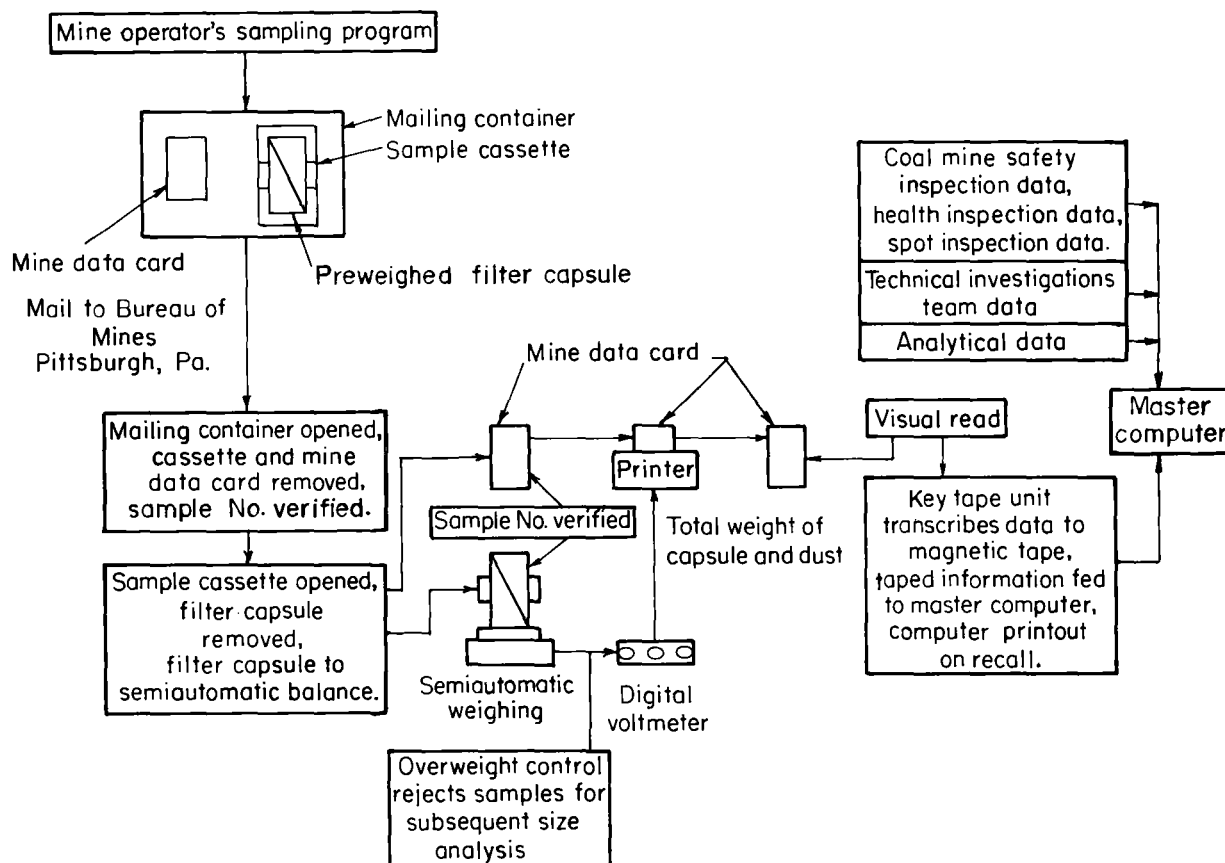 Mine operator's sampling program
Mailing container
Sample cassette
Mine data card
Preweighed filter capsule
Mail to Bureau of
Mines
Pittsburgh, Pa.
Mailing container opened,
cassette and mine
data card removed,
sample No. verified.
Sample cassette opened,
filter capsule
removed,
filter capsule to
semiautomatic balance.
Mine data card
Printer
Sample No. verified
Total weight of
capsule and dust
Semiautomatic
weighing
Digital
voltmeter
Overweight control
rejects samples for
subsequent size
analysis
Visual read
Key tape unit
transcribes data to
magnetic tape,
taped information fed
to master computer,
computer printout
on recall.
Coal mine safety
inspection data,
health inspection data,
spot inspection data.
Technical investigations
team data
Analytical data
Master
computer